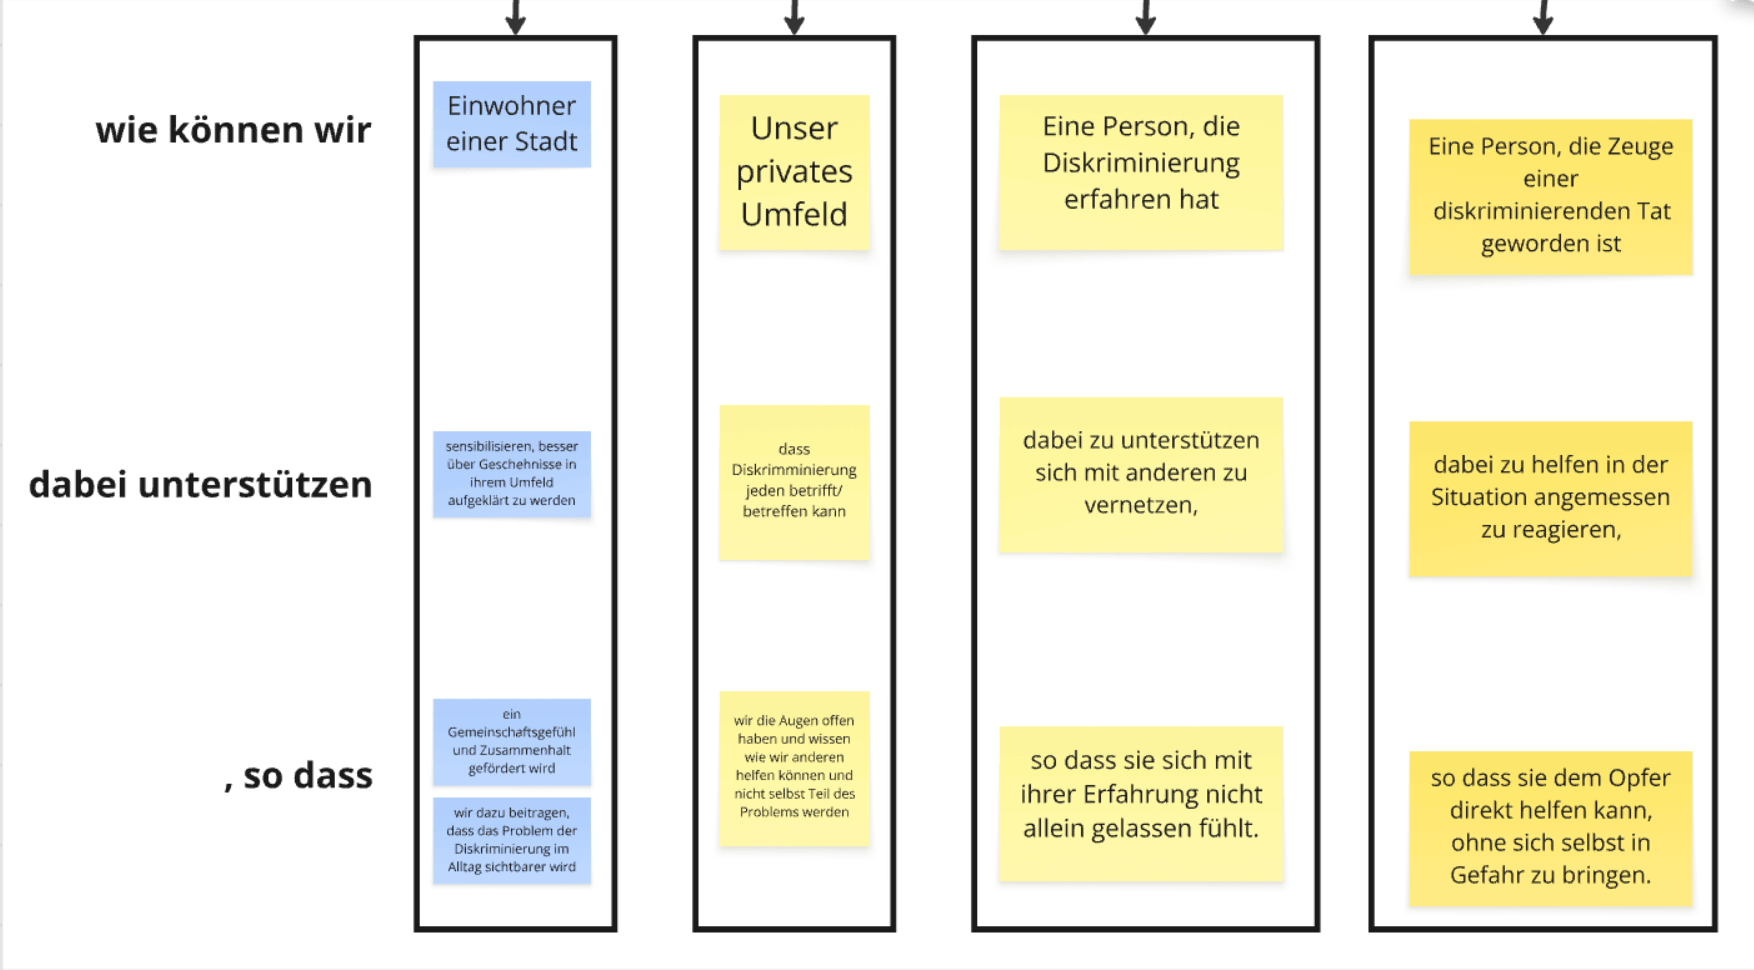 wie können wir
Einwohner
einer Stadt
Unser
privates
Umfeld
Eine Person, die
Diskriminierung
erfahren hat
Eine Person, die Zeuge
einer
diskriminierenden Tat
geworden ist
dabei unterstützen
sensibilisieren, besser
über Geschehnisse in
ihrem Umfeld
aufgeklärt zu werden
dass
Diskrimminierung
jeden betrifft/
betreffen kann
dabei zu unterstützen
sich mit anderen zu
vernetzen,
dabei zu helfen in der
Situation angemessen
zu reagieren,
, so dass
ein
Gemeinschaftsgefühl
und Zusammenhalt
gefördert wird
wir dazu beitragen,
dass das Problem der
Diskriminierung im
Alltag sichtbarer wird
wir die Augen offen
haben und wissen
wie wir anderen
helfen können und
nicht selbst Teil des
Problems werden
so dass sie sich mit
ihrer Erfahrung nicht
allein gelassen fühlt.
so dass sie dem Opfer
direkt helfen kann,
ohne sich selbst in
Gefahr zu bringen.